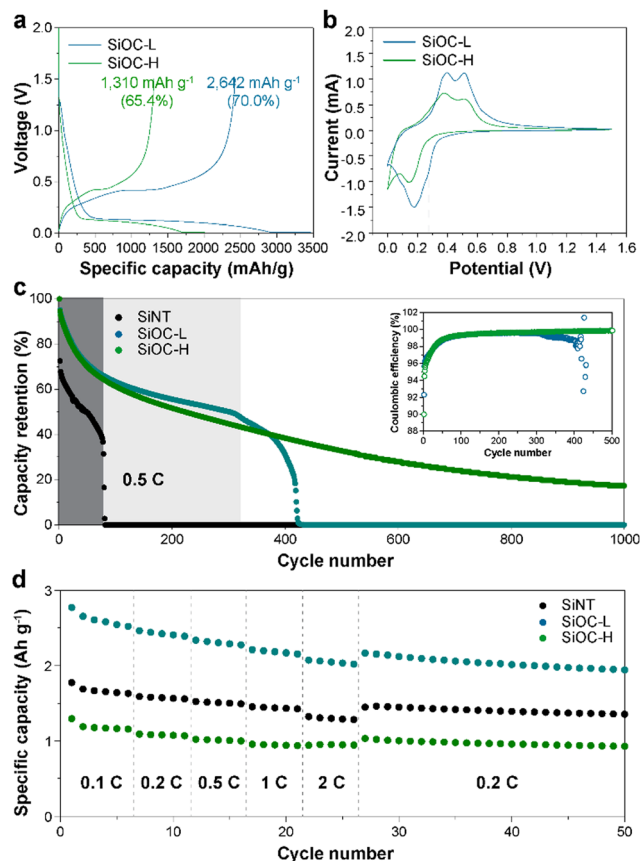 a
SiOC-L
SiOC-H
1,310 mAh g⁻¹
(65.4%)
2,642 mAh g⁻¹
(70.0%)
Voltage (V)
2.0
1.5
1.0
0.5
0.0
0 500 1000 1500 2000 2500 3000 3500
Specific capacity (mAh/g)
b
SiOC-L
SiOC-H
Current (mA)
2.0
1.5
1.0
0.5
0.0
-0.5
-1.0
-1.5
-2.0
0.0 0.2 0.4 0.6 0.8 1.0 1.2 1.4 1.6
Potential (V)
c
SiNT
SiOC-L
SiOC-H
0.5 C
Capacity retention (%)
100
80
60
40
20
0
0 200 400 600 800 1000
Cycle number
Coulombic efficiency (%)
102
100
98
96
94
92
90
88
0 100 200 300 400 500
Cycle number
d
SiNT
SiOC-L
SiOC-H
Specific capacity (Ah g⁻¹)
3
2
1
0
0.1 C 0.2 C 0.5 C 1 C 2 C 0.2 C
0 10 20 30 40 50
Cycle number